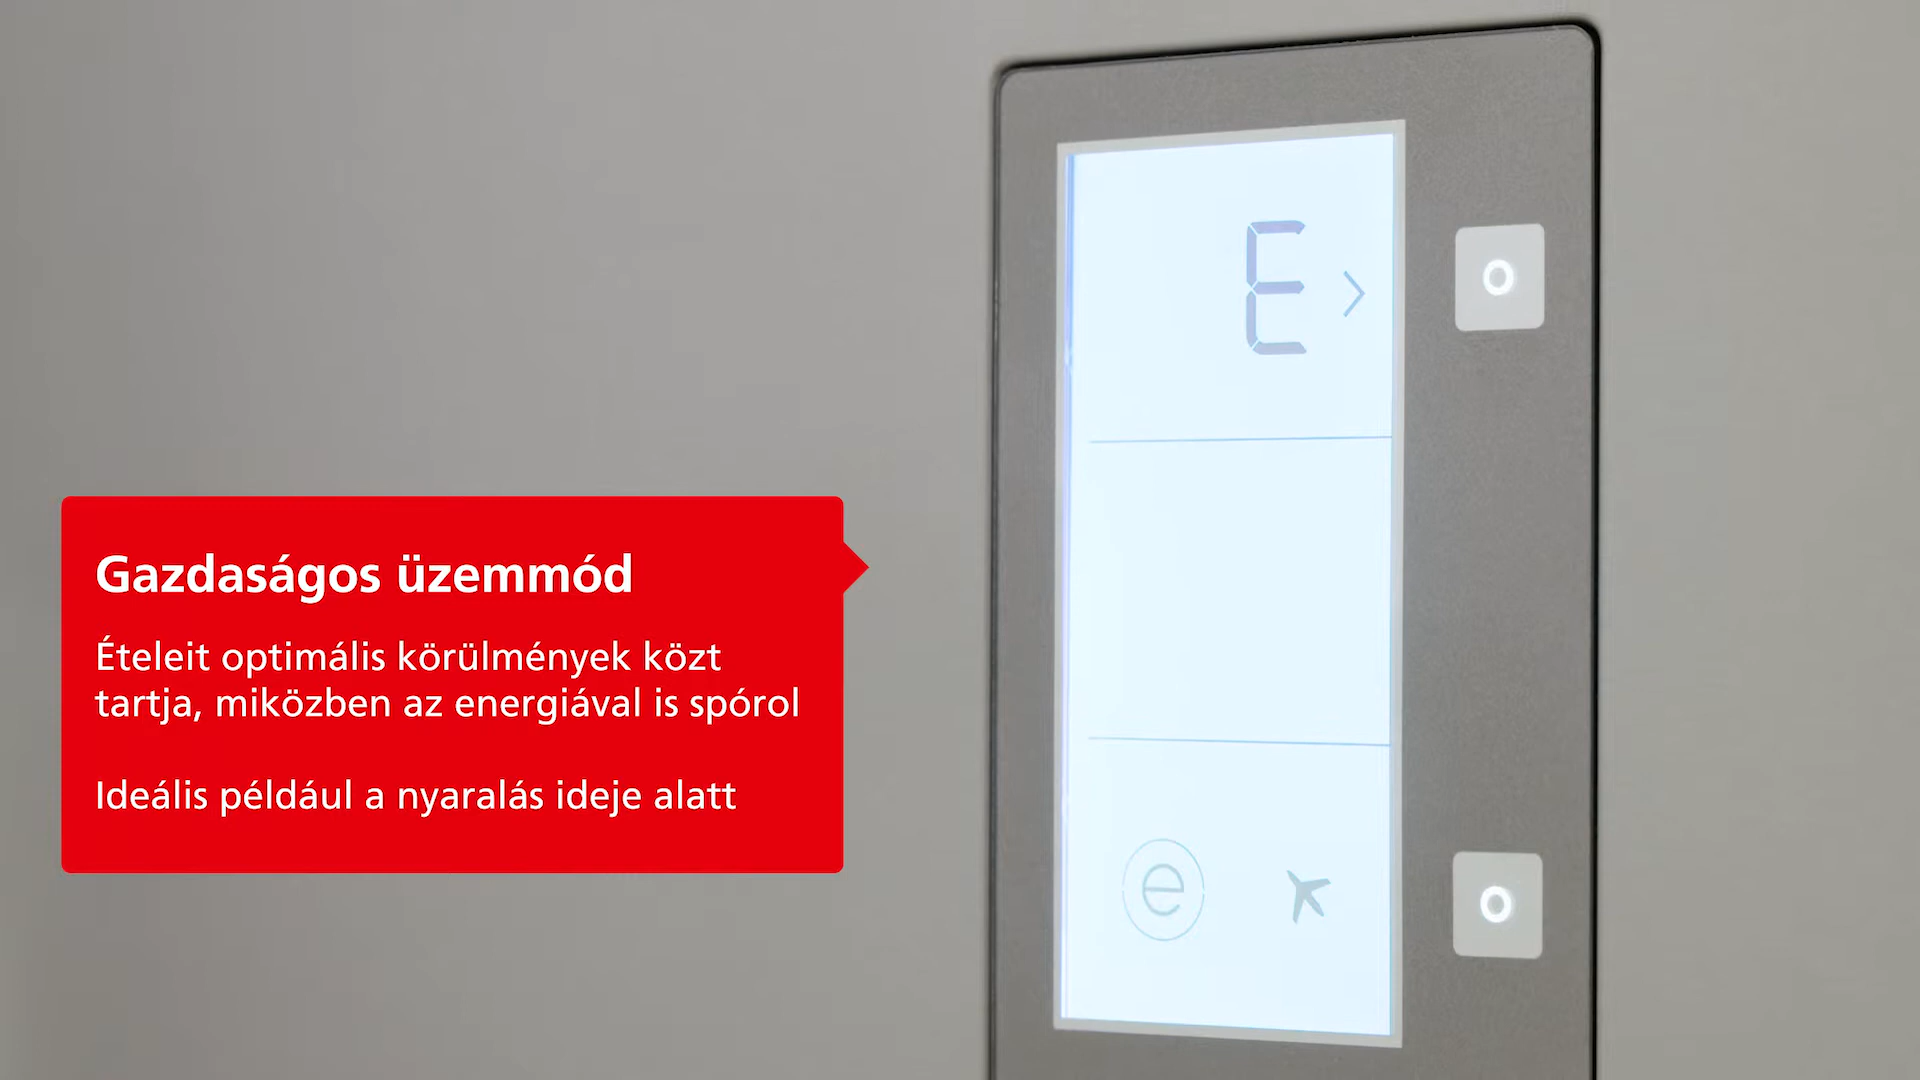 Gazdaságos üzemmód
Ételeit optimális körülmények közt
tartja, miközben az energiával is spórol
Ideális például a nyaralás ideje alatt
E >
e